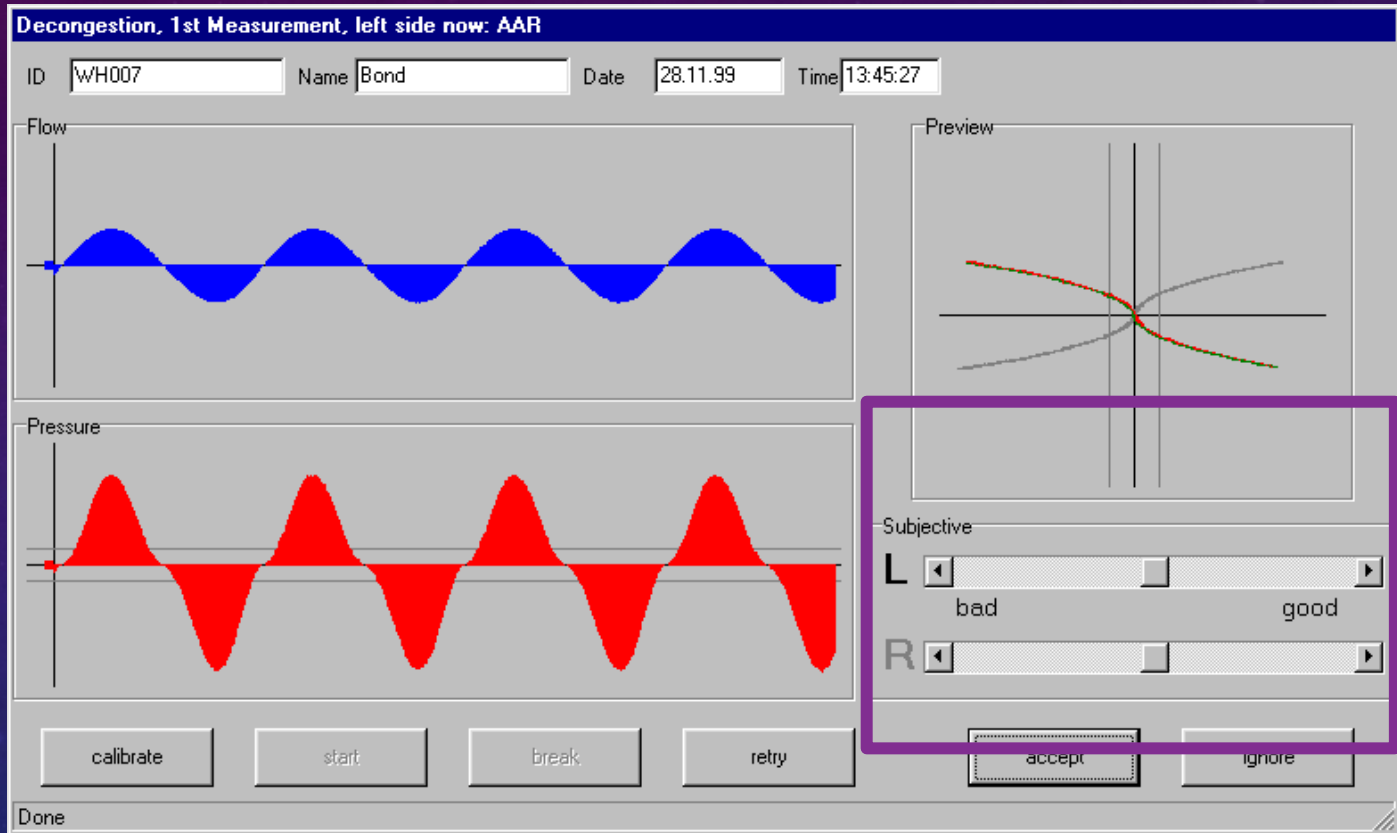 Decongestion, 1st Measurement, left side now: AAR
ID WH007 Name Bond Date 28.11.99 Time 13:45:27
Flow
Preview
Pressure
Subjective
L
bad good
R
calibrate start break retry accept ignore
Done